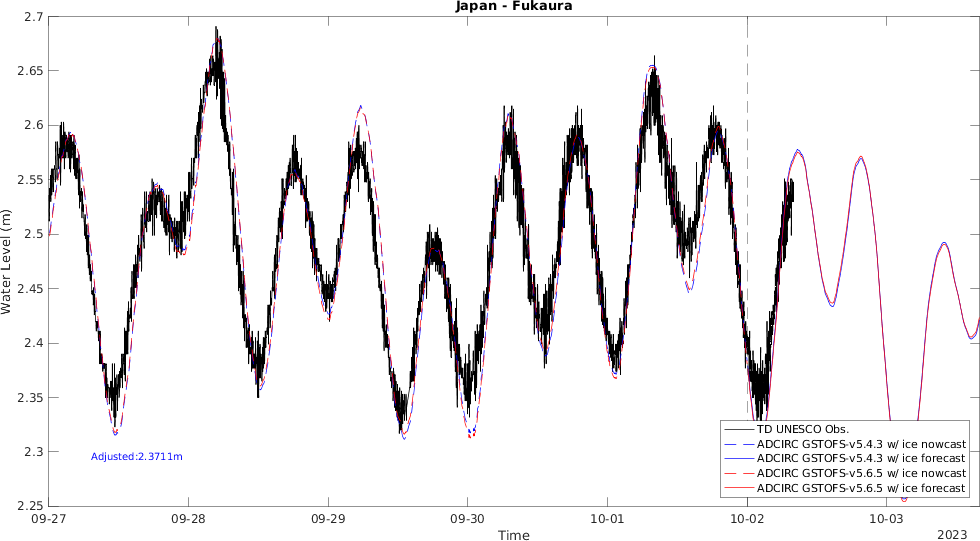 Japan - Fukaura
2.7
2.65
2.6
2.55
2.5
2.45
2.4
2.35
2.3
2.25
Water Level (m)
Adjusted:2.3711m
TD UNESCO Obs.
ADCIRC GSTOFS-v5.4.3 w/ ice nowcast
ADCIRC GSTOFS-v5.4.3 w/ ice forecast
ADCIRC GSTOFS-v5.6.5 w/ ice nowcast
ADCIRC GSTOFS-v5.6.5 w/ ice forecast
09-27 09-28 09-29 09-30 10-01 10-02 10-03
Time
2023